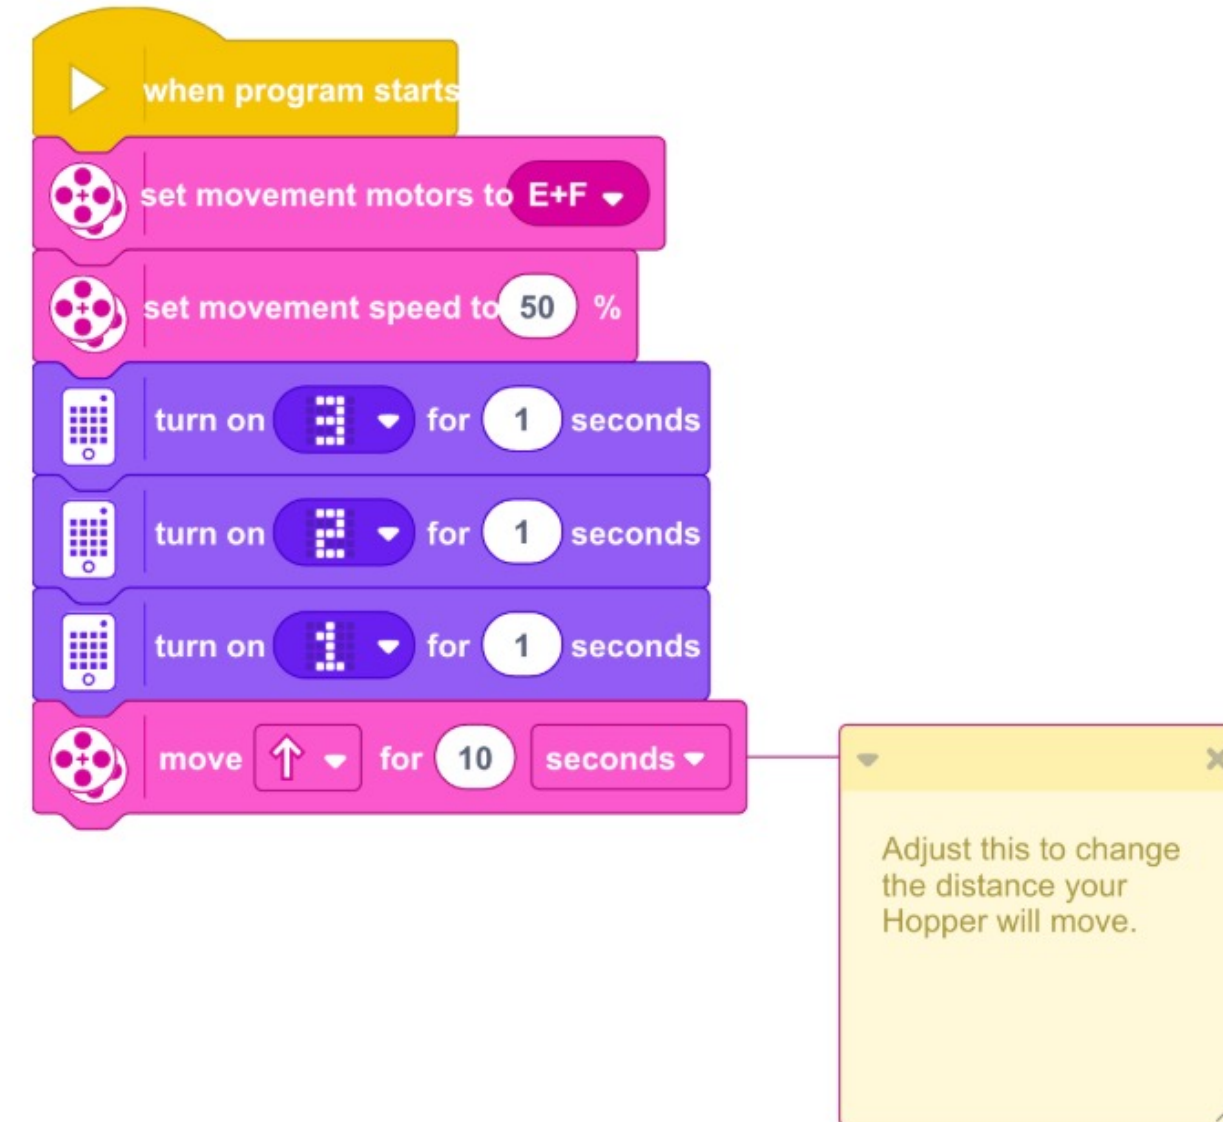 when program starts
set movement motors to E+F
set movement speed to 50 %
turn on 3 for 1 seconds
turn on 2 for 1 seconds
turn on 1 for 1 seconds
move ↑ for 10 seconds
Adjust this to change
the distance your
Hopper will move.